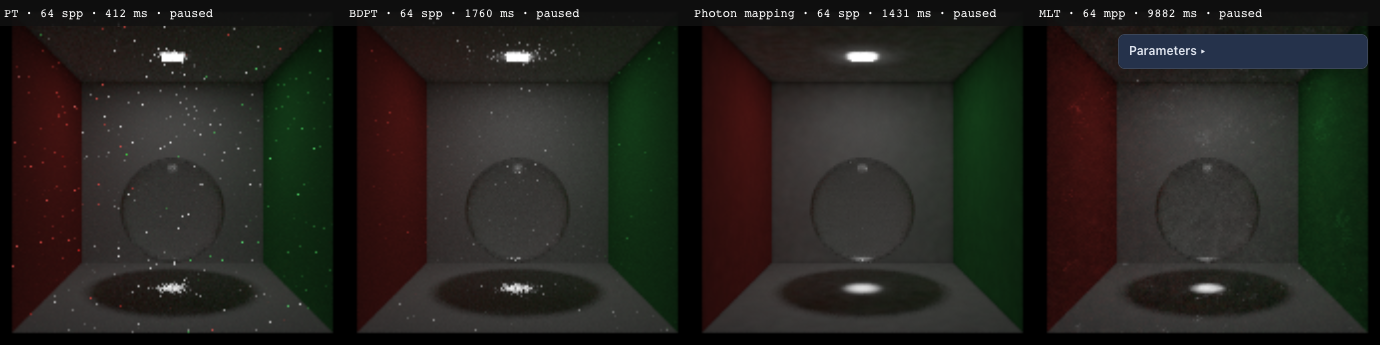 PT · 64 spp · 412 ms · paused
BDPT · 64 spp · 1760 ms · paused
Photon mapping · 64 spp · 1431 ms · paused
MLT · 64 mpp · 9882 ms · paused
Parameters ▸